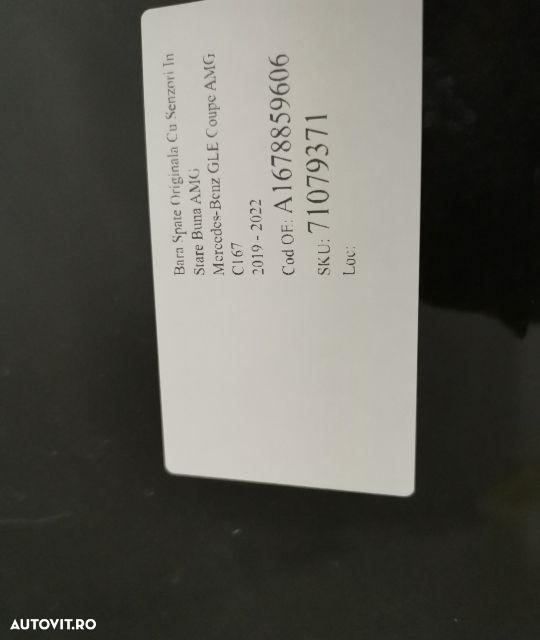 Bara Spate Originala Cu Senzori In
Stare Buna AMG
Mercedes-Benz GLE Coupe AMG
C167
2019 - 2022
Cod OE: A1678859606
SKU: 71079371
Loc:
AUTOVIT.RO